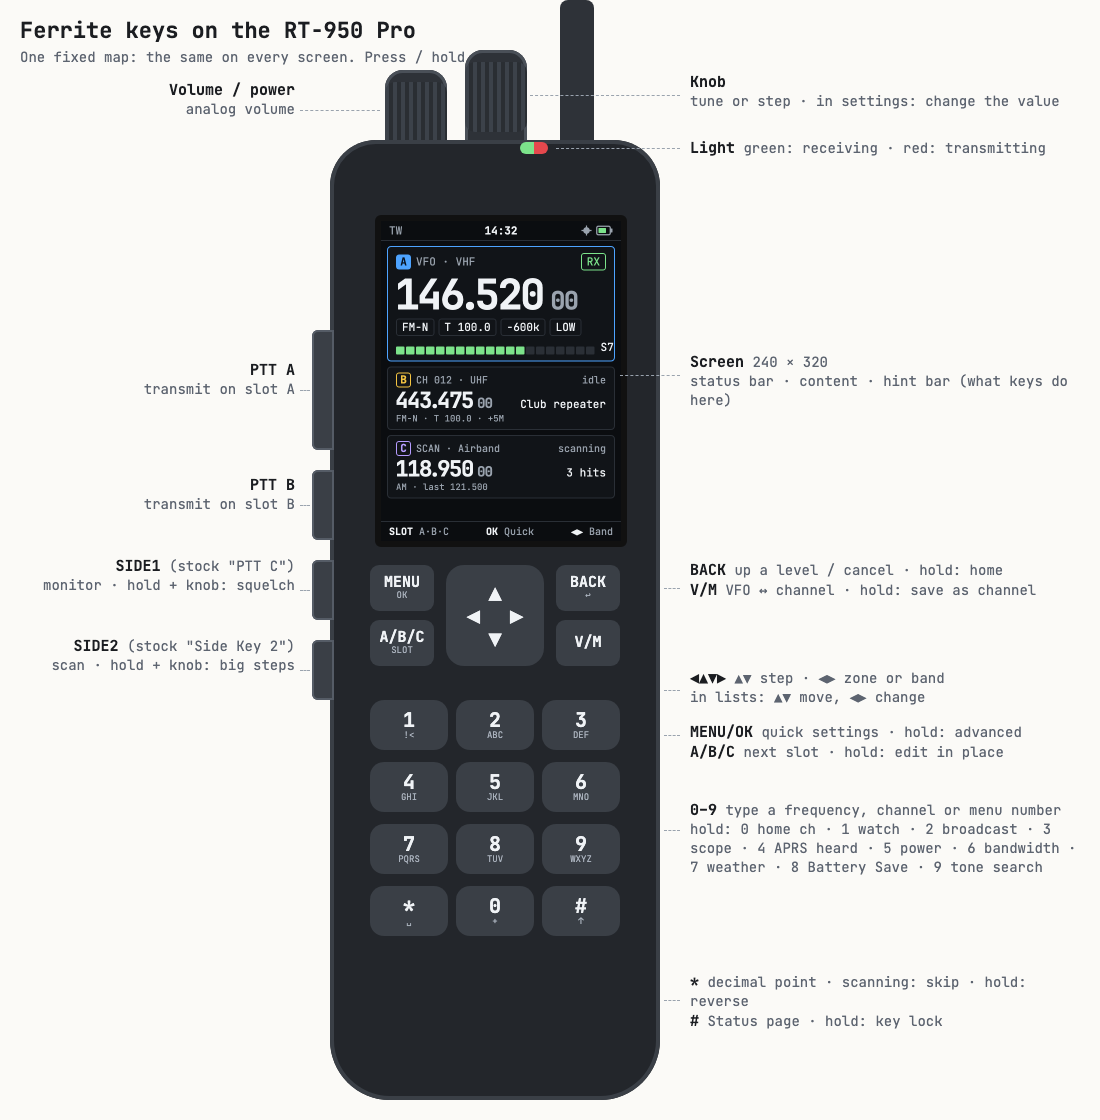 Ferrite keys on the RT-950 Pro
One fixed map: the same on every screen. Press / hold
Volume / power
analog volume
Knob
tune or step · in settings: change the value
Light green: receiving · red: transmitting
TW 14:32
A VFO · VHF RX
146.520 00
FM-N T 100.0 -600k LOW
S7
B CH 012 · UHF idle
443.475 00 Club repeater
FM-N · T 100.0 · +5M
C SCAN · Airband scanning
118.950 00 3 hits
AM · last 121.500
SLOT A·B·C OK Quick ◀▶ Band
PTT A
transmit on slot A
Screen 240 × 320
status bar · content · hint bar (what keys do
here)
PTT B
transmit on slot B
SIDE1 (stock "PTT C")
monitor · hold + knob: squelch
SIDE2 (stock "Side Key 2")
scan · hold + knob: big steps
MENU
OK
▲
◀ ▶
▼
BACK
↩
A/B/C
SLOT
V/M
BACK up a level / cancel · hold: home
V/M VFO ↔ channel · hold: save as channel
◀▲▼▶ ▲▼ step · ◀▶ zone or band
in lists: ▲▼ move, ◀▶ change
MENU/OK quick settings · hold: advanced
A/B/C next slot · hold: edit in place
1 2 3
!< ABC DEF
4 5 6
GHI JKL MNO
7 8 9
PQRS TUV WXYZ
* 0 #
␣ + ↑
0–9 type a frequency, channel or menu number
hold: 0 home ch · 1 watch · 2 broadcast · 3
scope · 4 APRS heard · 5 power · 6 bandwidth ·
7 weather · 8 Battery Save · 9 tone search
* decimal point · scanning: skip · hold:
reverse
# Status page · hold: key lock